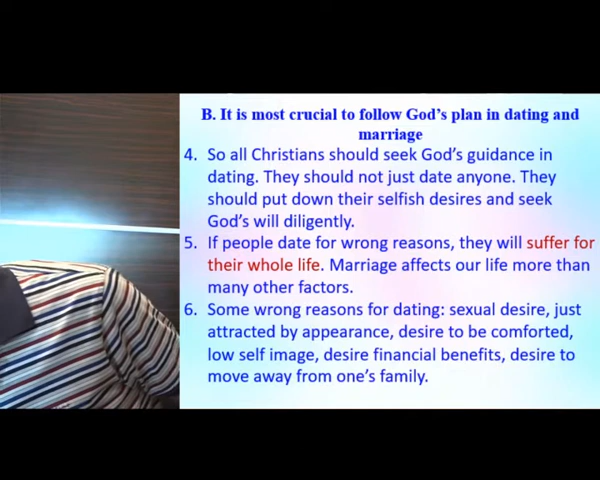 B. It is most crucial to follow God's plan in dating and
marriage
4. So all Christians should seek God's guidance in
dating. They should not just date anyone. They
should put down their selfish desires and seek
God's will diligently.
5. If people date for wrong reasons, they will suffer for
their whole life. Marriage affects our life more than
many other factors.
6. Some wrong reasons for dating: sexual desire, just
attracted by appearance, desire to be comforted,
low self image, desire financial benefits, desire to
move away from one's family.